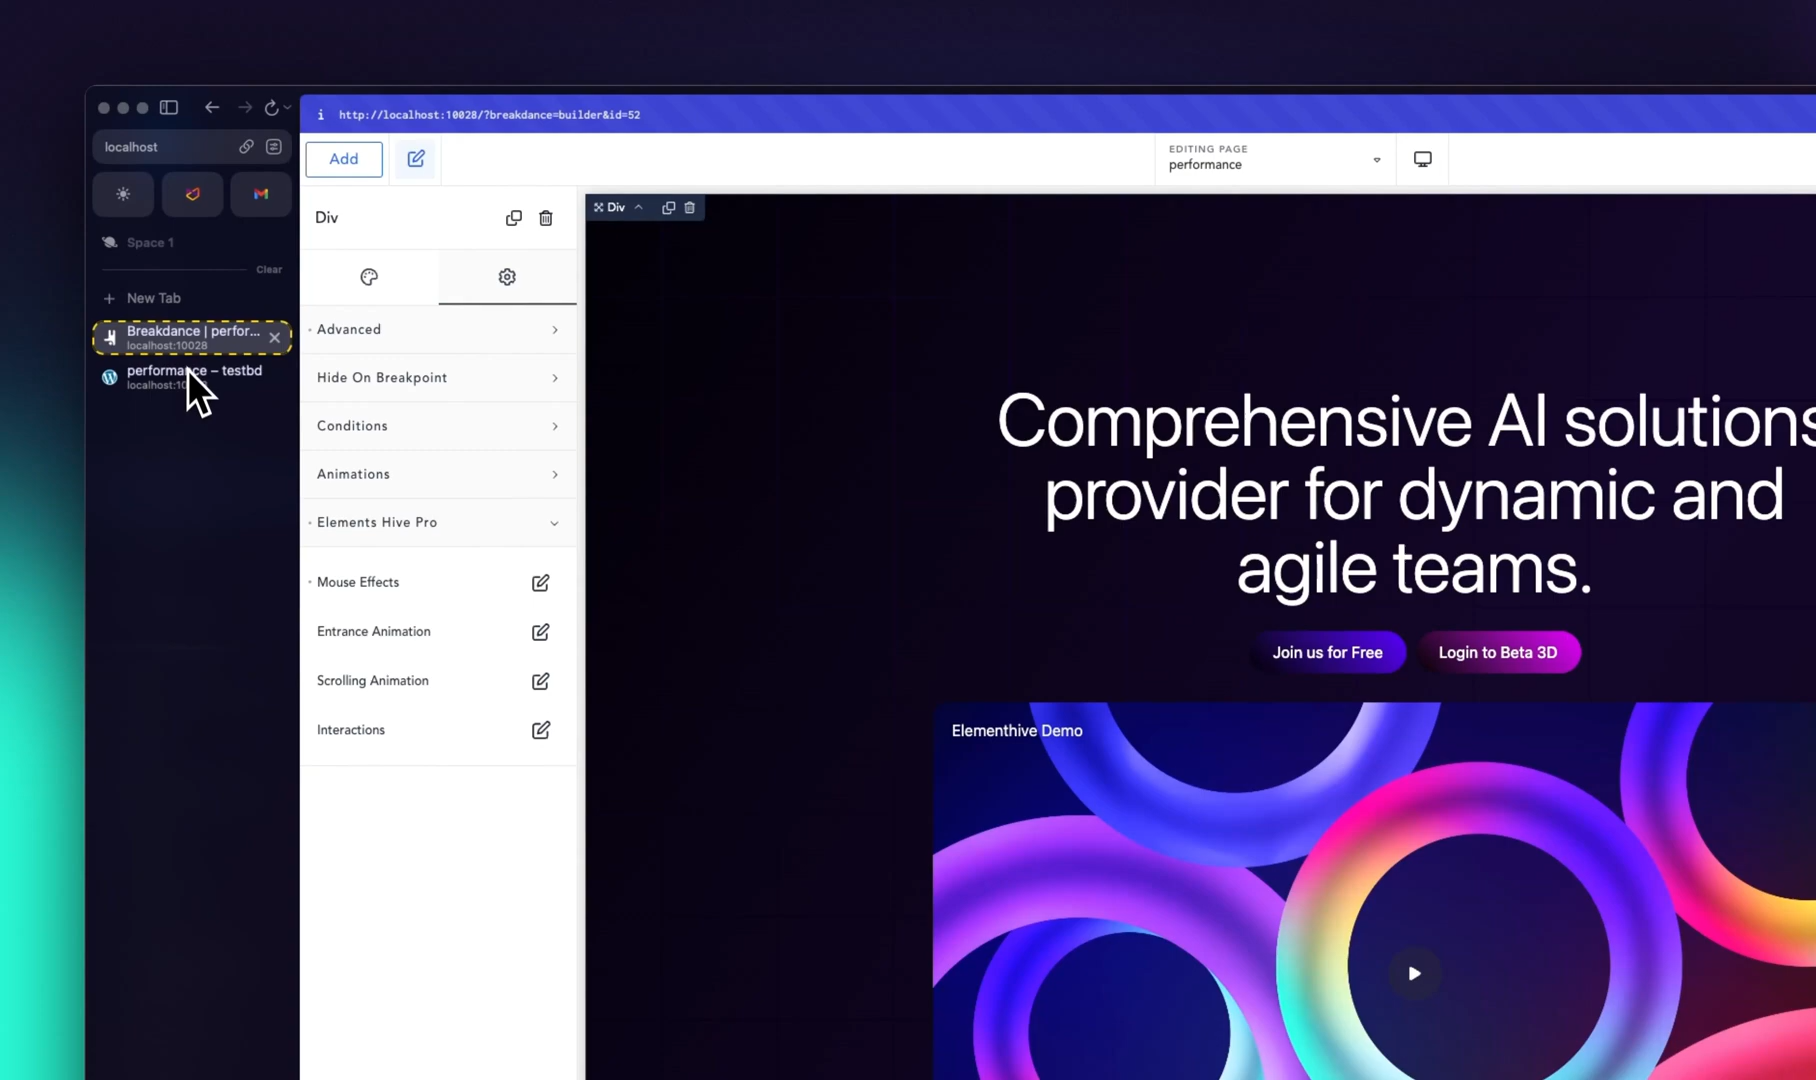 http://localhost:10028/?breakdance=builder&id=52
localhost
Add
EDITING PAGE
performance
Space 1
Clear
New Tab
Breakdance | perfor...
localhost:10028
performance – testbd
Div
Advanced
Hide On Breakpoint
Conditions
Animations
Elements Hive Pro
Mouse Effects
Entrance Animation
Scrolling Animation
Interactions
Div
Comprehensive AI solutions
provider for dynamic and
agile teams.
Join us for Free
Login to Beta 3D
Elementhive Demo